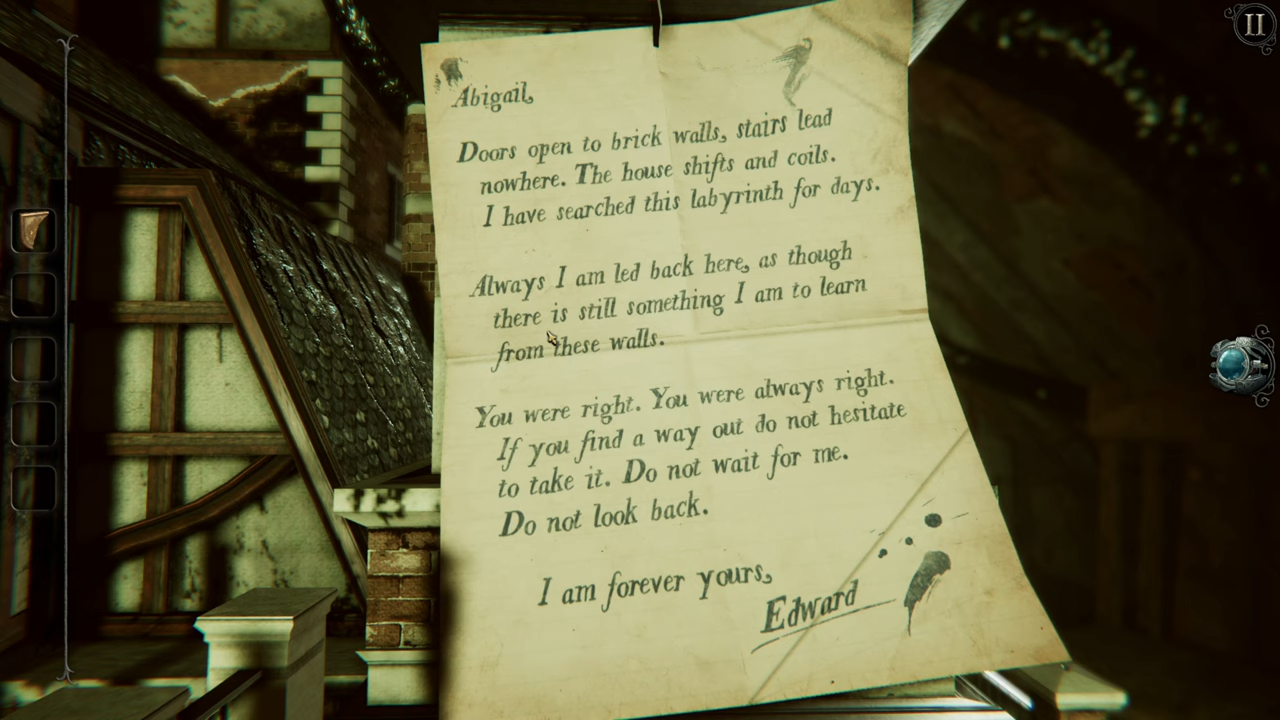 Abigail,
Doors open to brick walls, stairs lead
nowhere. The house shifts and coils.
I have searched this labyrinth for days.
Always I am led back here, as though
there is still something I am to learn
from these walls.
You were right. You were always right.
If you find a way out do not hesitate
to take it. Do not wait for me.
Do not look back.
I am forever yours,
Edward